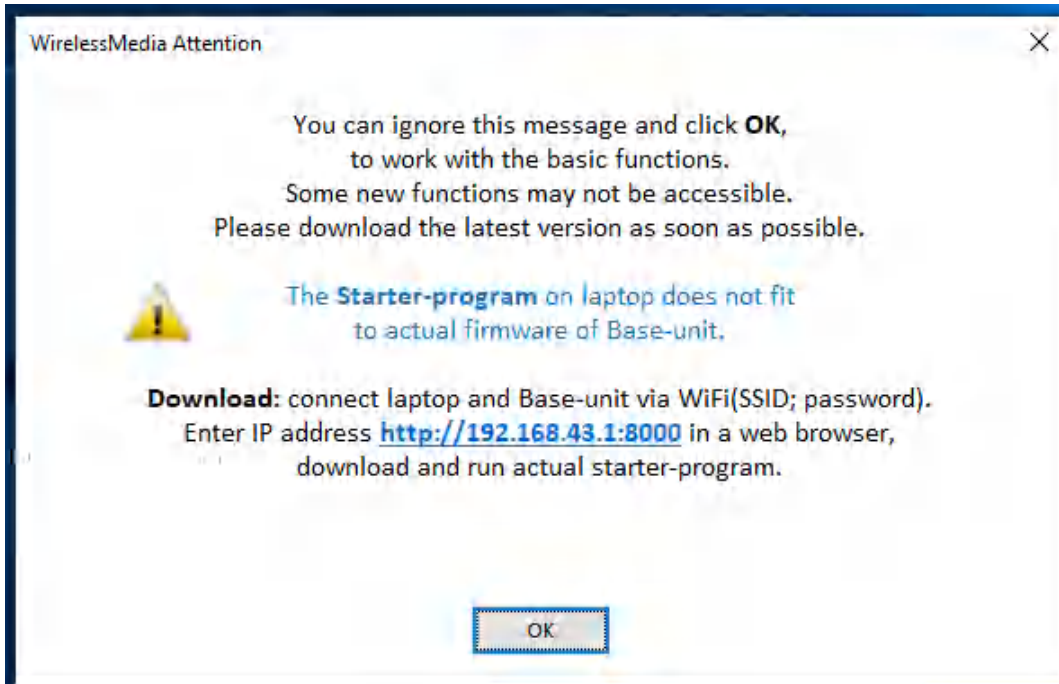 WirelessMedia Attention
You can ignore this message and click OK,
to work with the basic functions.
Some new functions may not be accessible.
Please download the latest version as soon as possible.
The Starter-program on laptop does not fit
to actual firmware of Base-unit.
Download: connect laptop and Base-unit via WiFi(SSID; password).
Enter IP address http://192.168.43.1:8000 in a web browser,
download and run actual starter-program.
OK